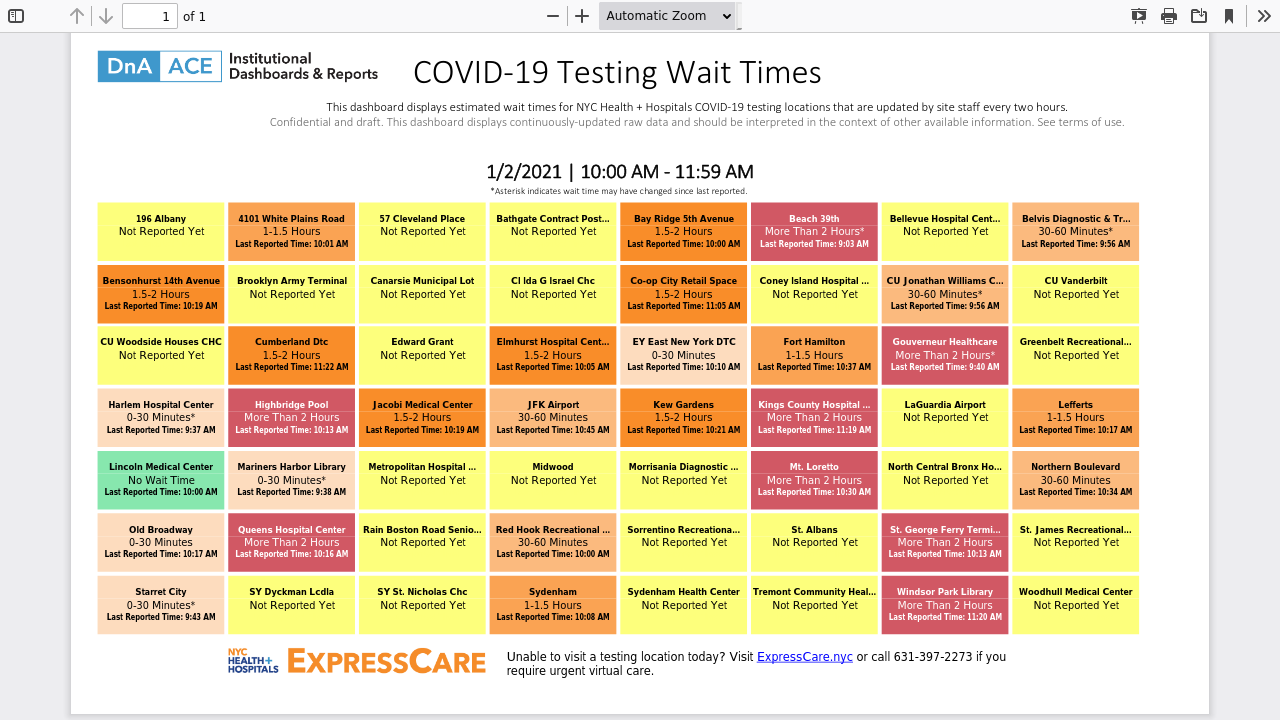 1 of 1 Automatic Zoom
DnA ACE Institutional Dashboards & Reports
COVID-19 Testing Wait Times
This dashboard displays estimated wait times for NYC Health + Hospitals COVID-19 testing locations that are updated by site staff every two hours.
Confidential and draft. This dashboard displays continuously-updated raw data and should be interpreted in the context of other available information. See terms of use.
1/2/2021 | 10:00 AM - 11:59 AM
*Asterisk indicates wait time may have changed since last reported.
196 Albany
Not Reported Yet
4101 White Plains Road
1-1.5 Hours
Last Reported Time: 10:01 AM
57 Cleveland Place
Not Reported Yet
Bathgate Contract Post...
Not Reported Yet
Bay Ridge 5th Avenue
1.5-2 Hours
Last Reported Time: 10:00 AM
Beach 39th
More Than 2 Hours*
Last Reported Time: 9:03 AM
Bellevue Hospital Cent...
Not Reported Yet
Belvis Diagnostic & Tr...
30-60 Minutes*
Last Reported Time: 9:56 AM
Bensonhurst 14th Avenue
1.5-2 Hours
Last Reported Time: 10:19 AM
Brooklyn Army Terminal
Not Reported Yet
Canarsie Municipal Lot
Not Reported Yet
Cl Ida G Israel Chc
Not Reported Yet
Co-op City Retail Space
1.5-2 Hours
Last Reported Time: 11:05 AM
Coney Island Hospital ...
Not Reported Yet
CU Jonathan Williams C...
30-60 Minutes*
Last Reported Time: 9:56 AM
CU Vanderbilt
Not Reported Yet
CU Woodside Houses CHC
Not Reported Yet
Cumberland Dtc
1.5-2 Hours
Last Reported Time: 11:22 AM
Edward Grant
Not Reported Yet
Elmhurst Hospital Cent...
1.5-2 Hours
Last Reported Time: 10:05 AM
EY East New York DTC
0-30 Minutes
Last Reported Time: 10:10 AM
Fort Hamilton
1-1.5 Hours
Last Reported Time: 10:37 AM
Gouverneur Healthcare
More Than 2 Hours*
Last Reported Time: 9:40 AM
Greenbelt Recreational...
Not Reported Yet
Harlem Hospital Center
0-30 Minutes*
Last Reported Time: 9:37 AM
Highbridge Pool
More Than 2 Hours
Last Reported Time: 10:13 AM
Jacobi Medical Center
1.5-2 Hours
Last Reported Time: 10:19 AM
JFK Airport
30-60 Minutes
Last Reported Time: 10:45 AM
Kew Gardens
1.5-2 Hours
Last Reported Time: 10:21 AM
Kings County Hospital ...
More Than 2 Hours
Last Reported Time: 11:19 AM
LaGuardia Airport
Not Reported Yet
Lefferts
1-1.5 Hours
Last Reported Time: 10:17 AM
Lincoln Medical Center
No Wait Time
Last Reported Time: 10:00 AM
Mariners Harbor Library
0-30 Minutes*
Last Reported Time: 9:38 AM
Metropolitan Hospital ...
Not Reported Yet
Midwood
Not Reported Yet
Morrisania Diagnostic ...
Not Reported Yet
Mt. Loretto
More Than 2 Hours
Last Reported Time: 10:30 AM
North Central Bronx Ho...
Not Reported Yet
Northern Boulevard
30-60 Minutes
Last Reported Time: 10:34 AM
Old Broadway
0-30 Minutes
Last Reported Time: 10:17 AM
Queens Hospital Center
More Than 2 Hours
Last Reported Time: 10:16 AM
Rain Boston Road Senio...
Not Reported Yet
Red Hook Recreational ...
30-60 Minutes
Last Reported Time: 10:00 AM
Sorrentino Recreationa...
Not Reported Yet
St. Albans
Not Reported Yet
St. George Ferry Termi...
More Than 2 Hours
Last Reported Time: 10:13 AM
St. James Recreational...
Not Reported Yet
Starret City
0-30 Minutes*
Last Reported Time: 9:43 AM
SY Dyckman Lcdla
Not Reported Yet
SY St. Nicholas Chc
Not Reported Yet
Sydenham
1-1.5 Hours
Last Reported Time: 10:08 AM
Sydenham Health Center
Not Reported Yet
Tremont Community Heal...
Not Reported Yet
Windsor Park Library
More Than 2 Hours
Last Reported Time: 11:20 AM
Woodhull Medical Center
Not Reported Yet
NYC
HEALTH+
HOSPITALS
EXPRESSCARE
Unable to visit a testing location today? Visit ExpressCare.nyc or call 631-397-2273 if you
require urgent virtual care.